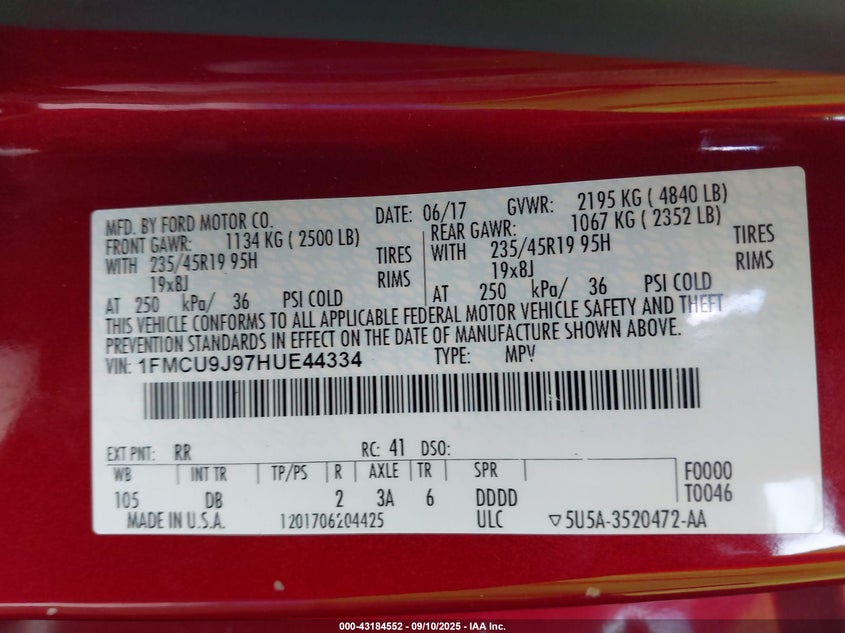 MFD. BY FORD MOTOR CO. DATE: 06/17 GVWR: 2195 KG ( 4840 LB)
FRONT GAWR: 1134 KG ( 2500 LB) REAR GAWR: 1067 KG ( 2352 LB)
WITH 235/45R19 95H TIRES WITH 235/45R19 95H TIRES
19x8J RIMS 19x8J RIMS
AT 250 kPa/ 36 PSI COLD AT 250 kPa/ 36 PSI COLD
THIS VEHICLE CONFORMS TO ALL APPLICABLE FEDERAL MOTOR VEHICLE SAFETY AND THEFT
PREVENTION STANDARDS IN EFFECT ON THE DATE OF MANUFACTURE SHOWN ABOVE.
VIN: 1FMCU9J97HUE44334 TYPE: MPV
EXT PNT: RR RC: 41 DSO:
WB INT TR TP/PS R AXLE TR SPR F0000
105 DB 2 3A 6 DDDD T0046
MADE IN U.S.A. 1201706204425 ULC ▽5U5A-3520472-AA
000-43184552 - 09/10/2025 - IAA Inc.